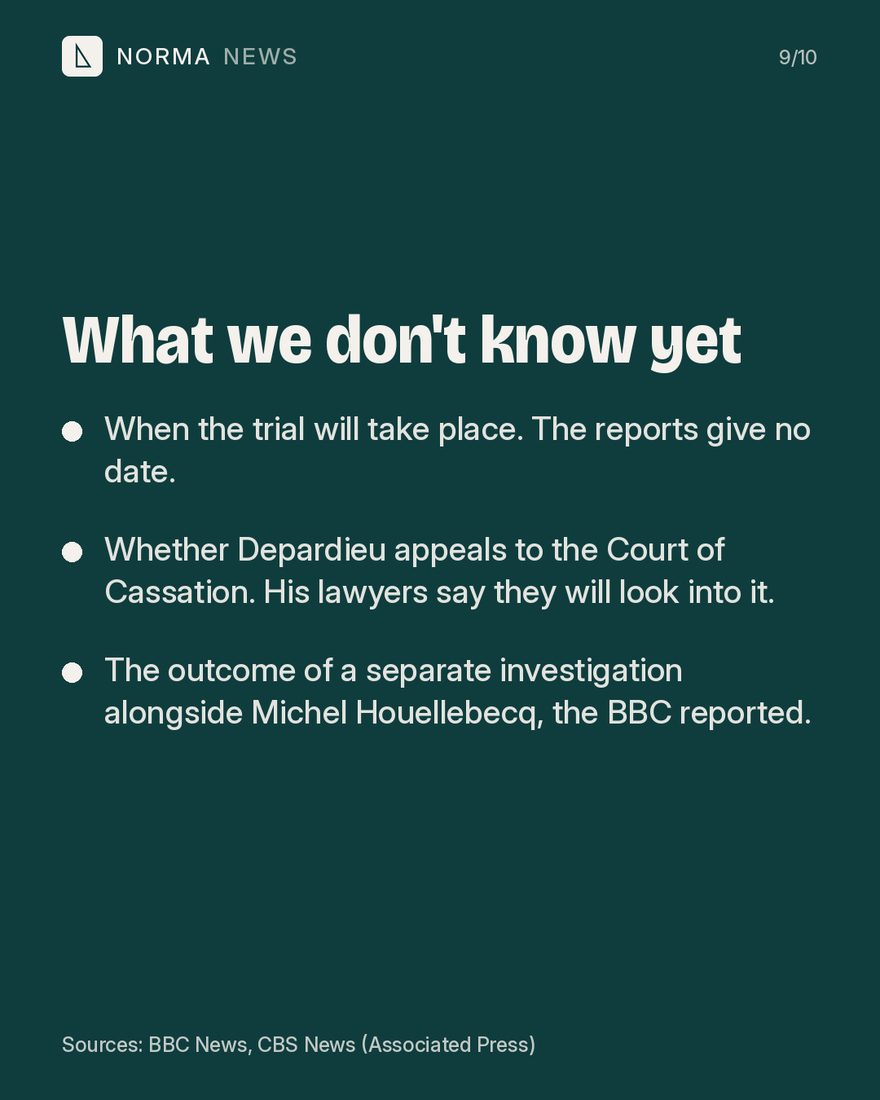 NORMA NEWS
9/10
What we don't know yet
When the trial will take place. The reports give no
date.
Whether Depardieu appeals to the Court of
Cassation. His lawyers say they will look into it.
The outcome of a separate investigation
alongside Michel Houellebecq, the BBC reported.
Sources: BBC News, CBS News (Associated Press)